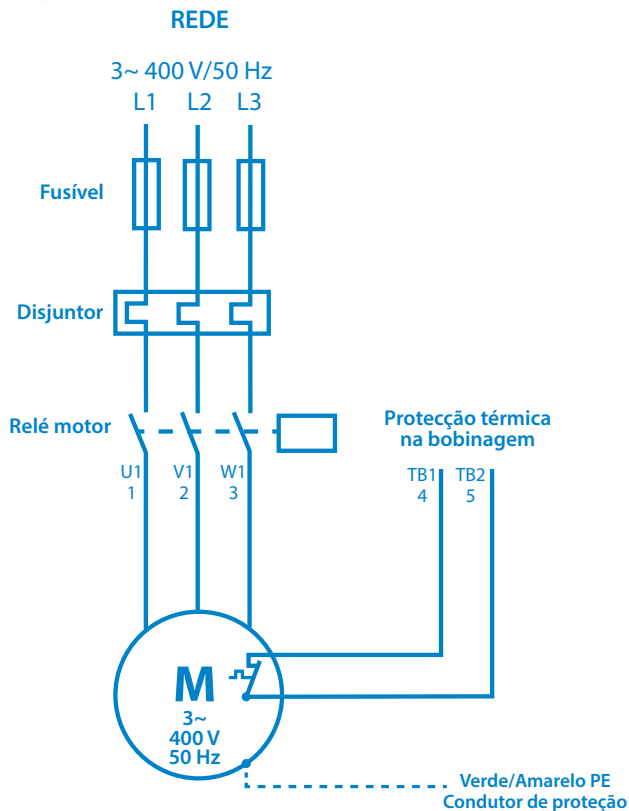 REDE
3~ 400 V/50 Hz
L1 L2 L3
Fusível
Disjuntor
Relé motor
Protecção térmica
na bobinagem
U1 V1 W1
1 2 3
TB1 TB2
4 5
M
3~
400 V
50 Hz
Verde/Amarelo PE
Condutor de proteção